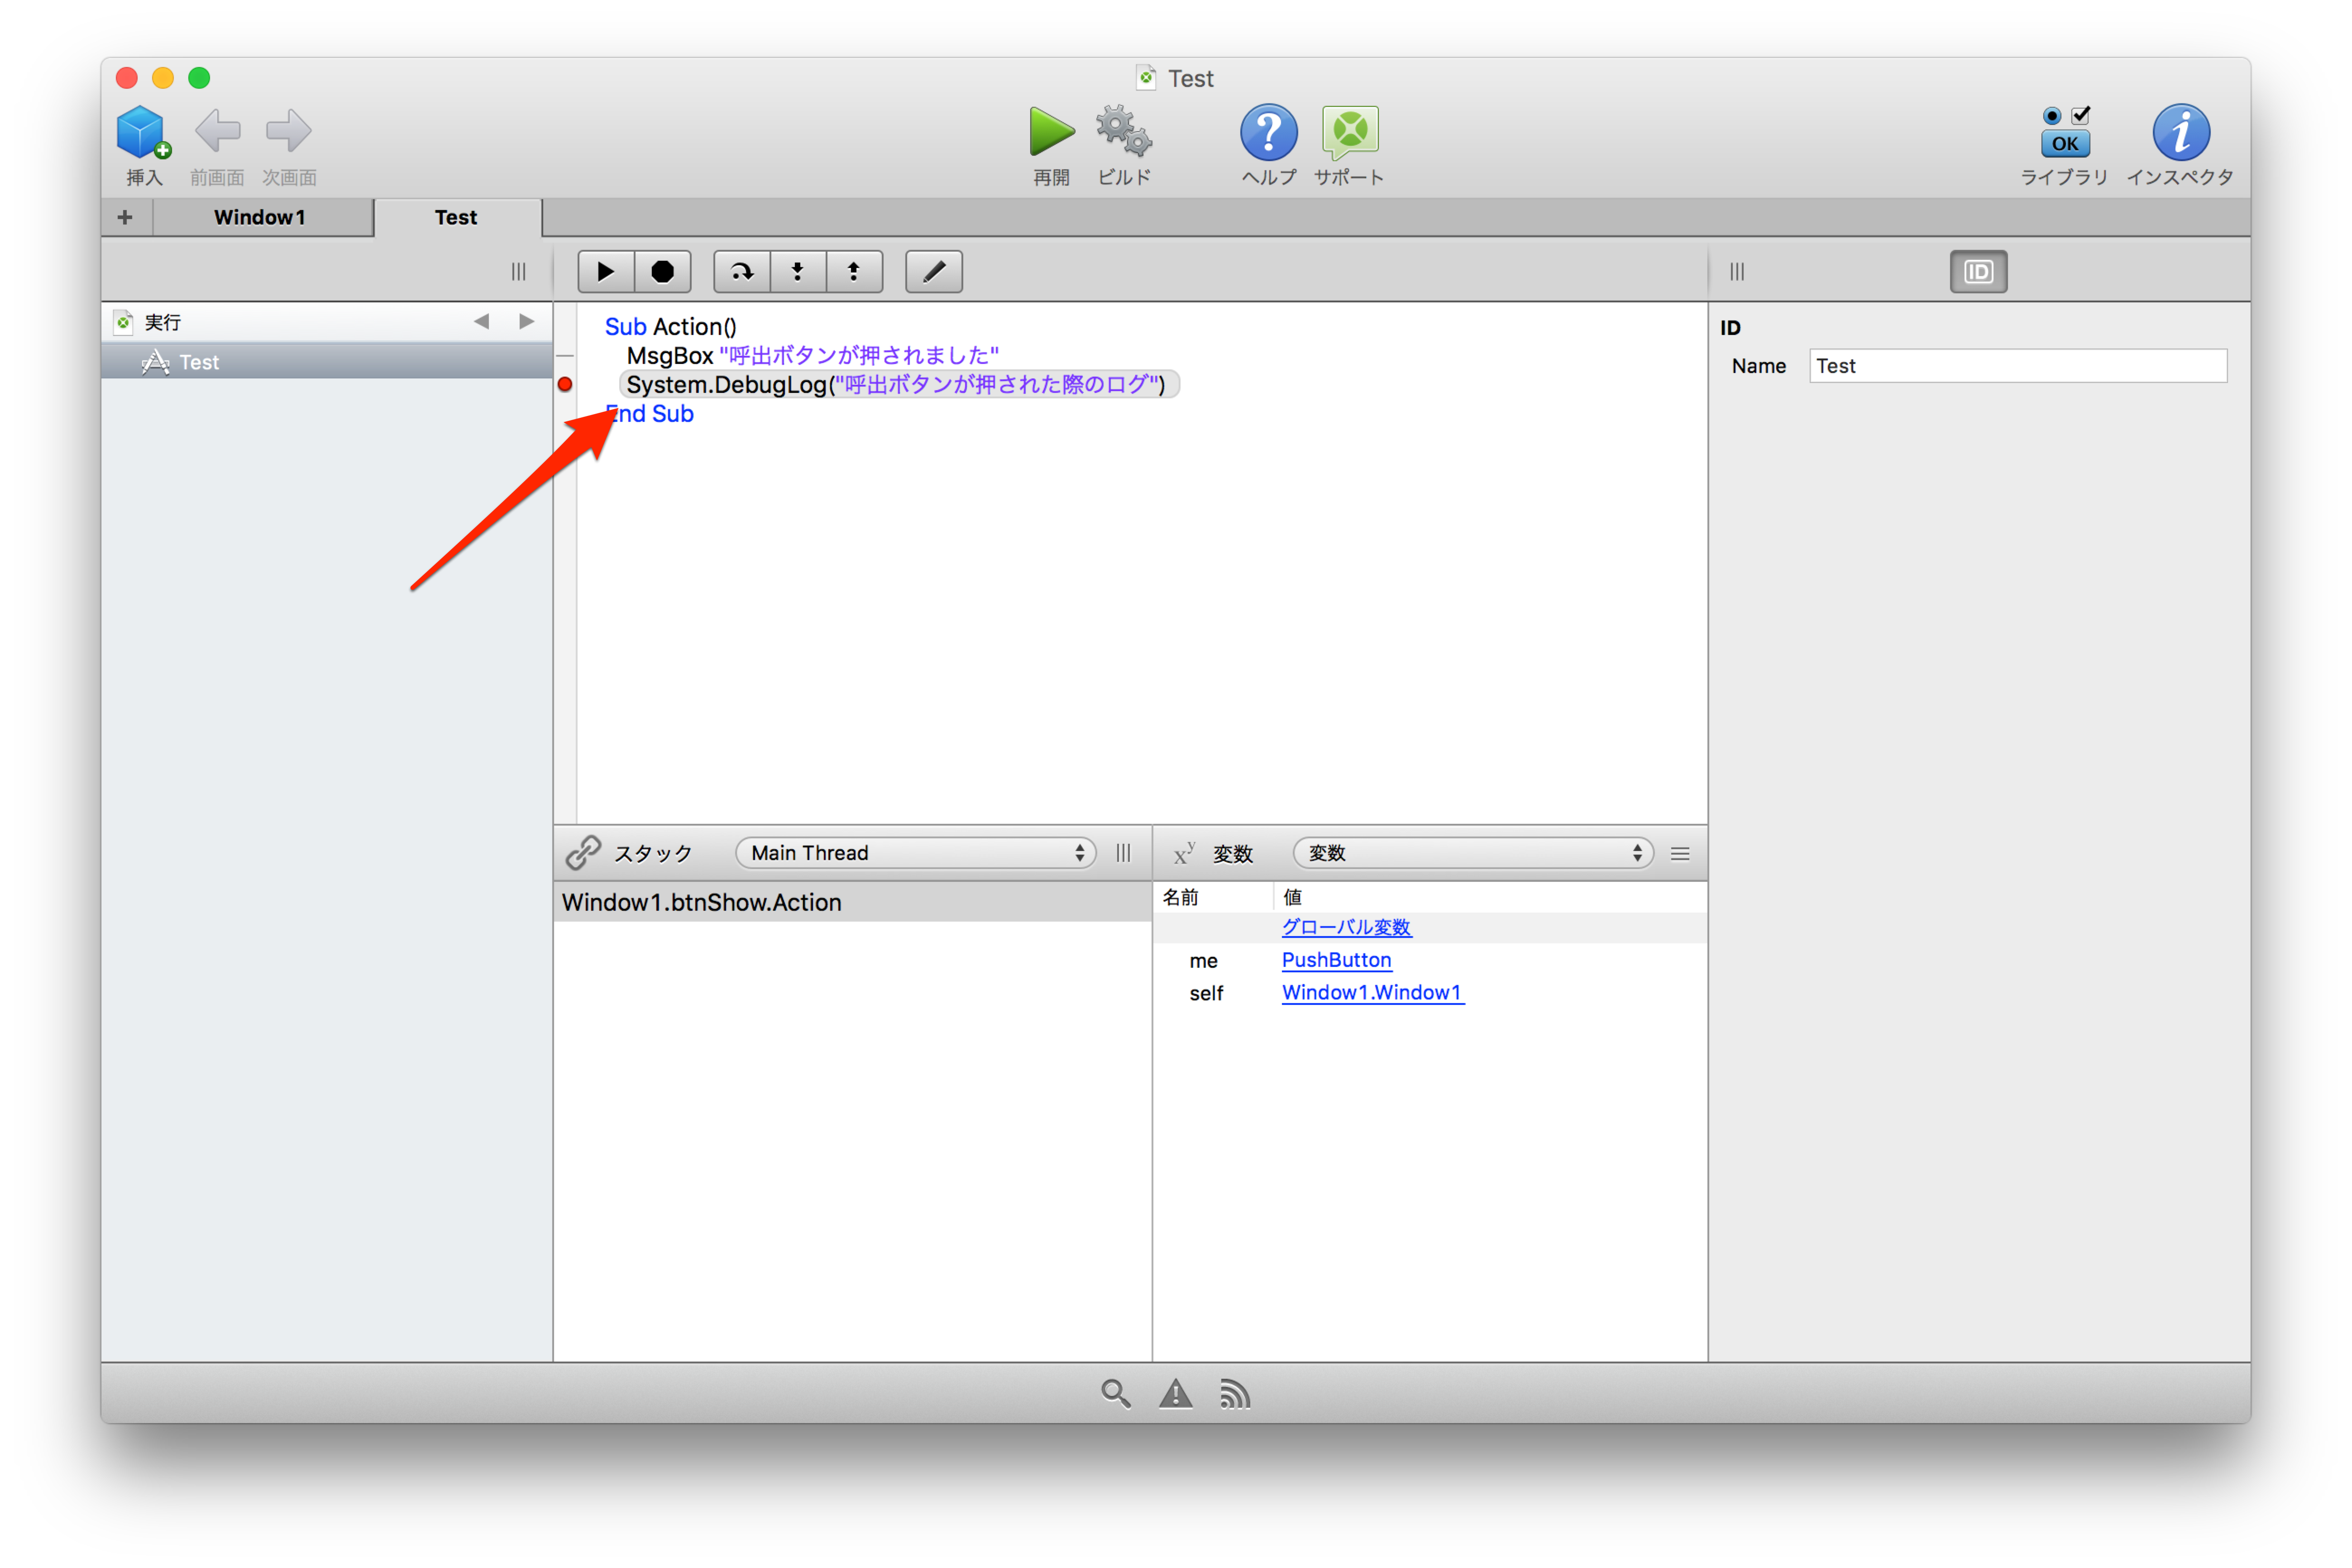 Test
挿入 前画面 次画面 再開 ビルド ヘルプ サポート OK ライブラリ インスペクタ
+ Window1 Test
ID
実行
Test
Sub Action()
MsgBox "呼出ボタンが押されました"
System.DebugLog("呼出ボタンが押された際のログ")
End Sub
ID
Name Test
スタック Main Thread
xy 変数 変数
Window1.btnShow.Action
名前 値
グローバル変数
me PushButton
self Window1.Window1